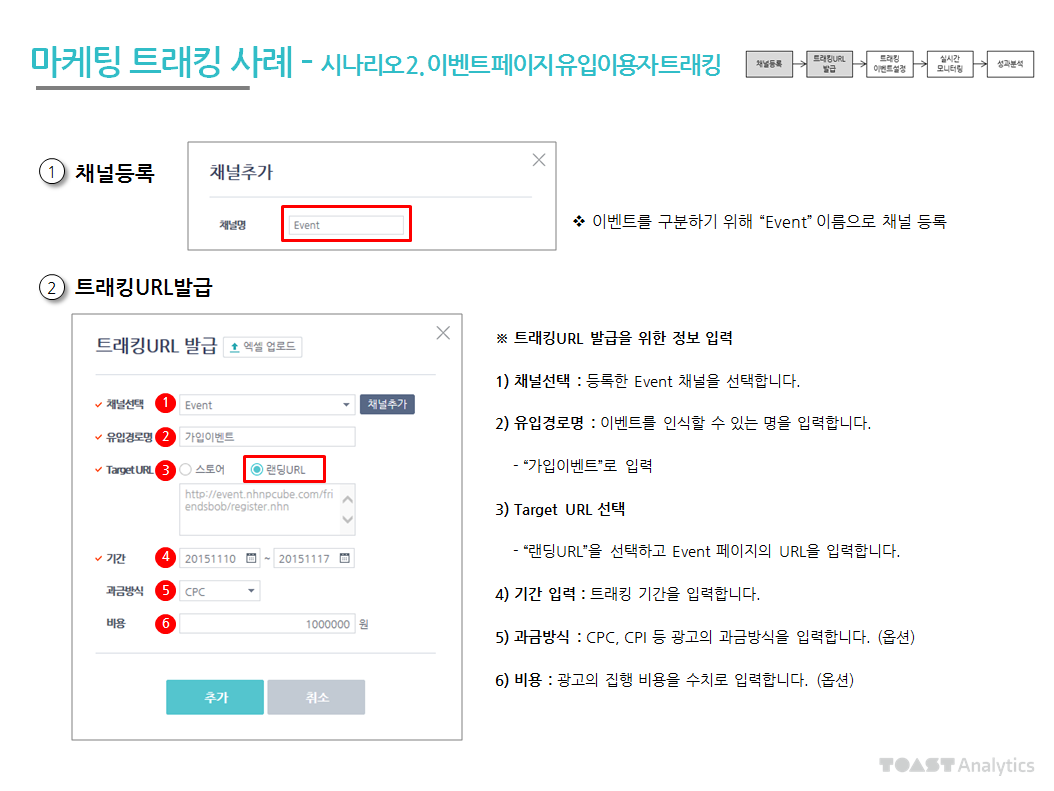 마케팅 트래킹 사례 - 시나리오2. 이벤트 페이지 유입이용자 트래킹
채널등록
트래킹URL
발급
트래킹
이벤트설정
실시간
모니터링
성과분석
1 채널등록
채널추가
채널명
Event
❖ 이벤트를 구분하기 위해 “Event” 이름으로 채널 등록
2 트래킹URL발급
트래킹URL 발급
엑셀 업로드
채널선택 1 Event 채널추가
유입경로명 2 가입이벤트
Target URL 3 스토어 랜딩URL
http://event.nhnpcube.com/fri
endsbob/register.nhn
기간 4 20151110 ~ 20151117
과금방식 5 CPC
비용 6 1000000 원
추가 취소
※ 트래킹URL 발급을 위한 정보 입력
1) 채널선택 : 등록한 Event 채널을 선택합니다.
2) 유입경로명 : 이벤트를 인식할 수 있는 명을 입력합니다.
- “가입이벤트”로 입력
3) Target URL 선택
- “랜딩URL”을 선택하고 Event 페이지의 URL을 입력합니다.
4) 기간 입력 : 트래킹 기간을 입력합니다.
5) 과금방식 : CPC, CPI 등 광고의 과금방식을 입력합니다. (옵션)
6) 비용 : 광고의 집행 비용을 수치로 입력합니다. (옵션)
TOAST Analytics